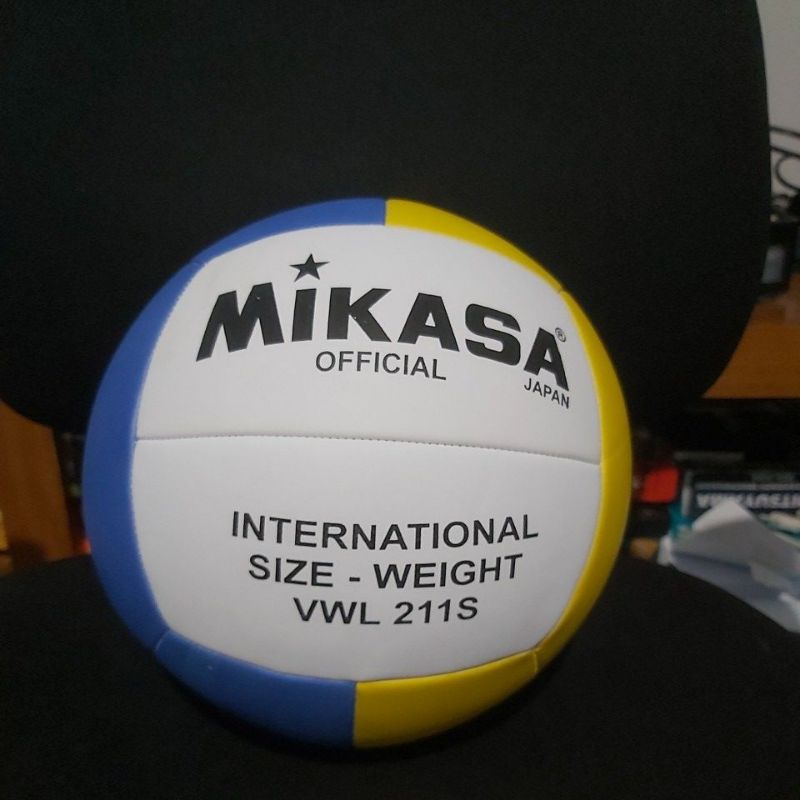 MiKASA®
OFFICIAL
JAPAN
INTERNATIONAL
SIZE - WEIGHT
VWL 211S